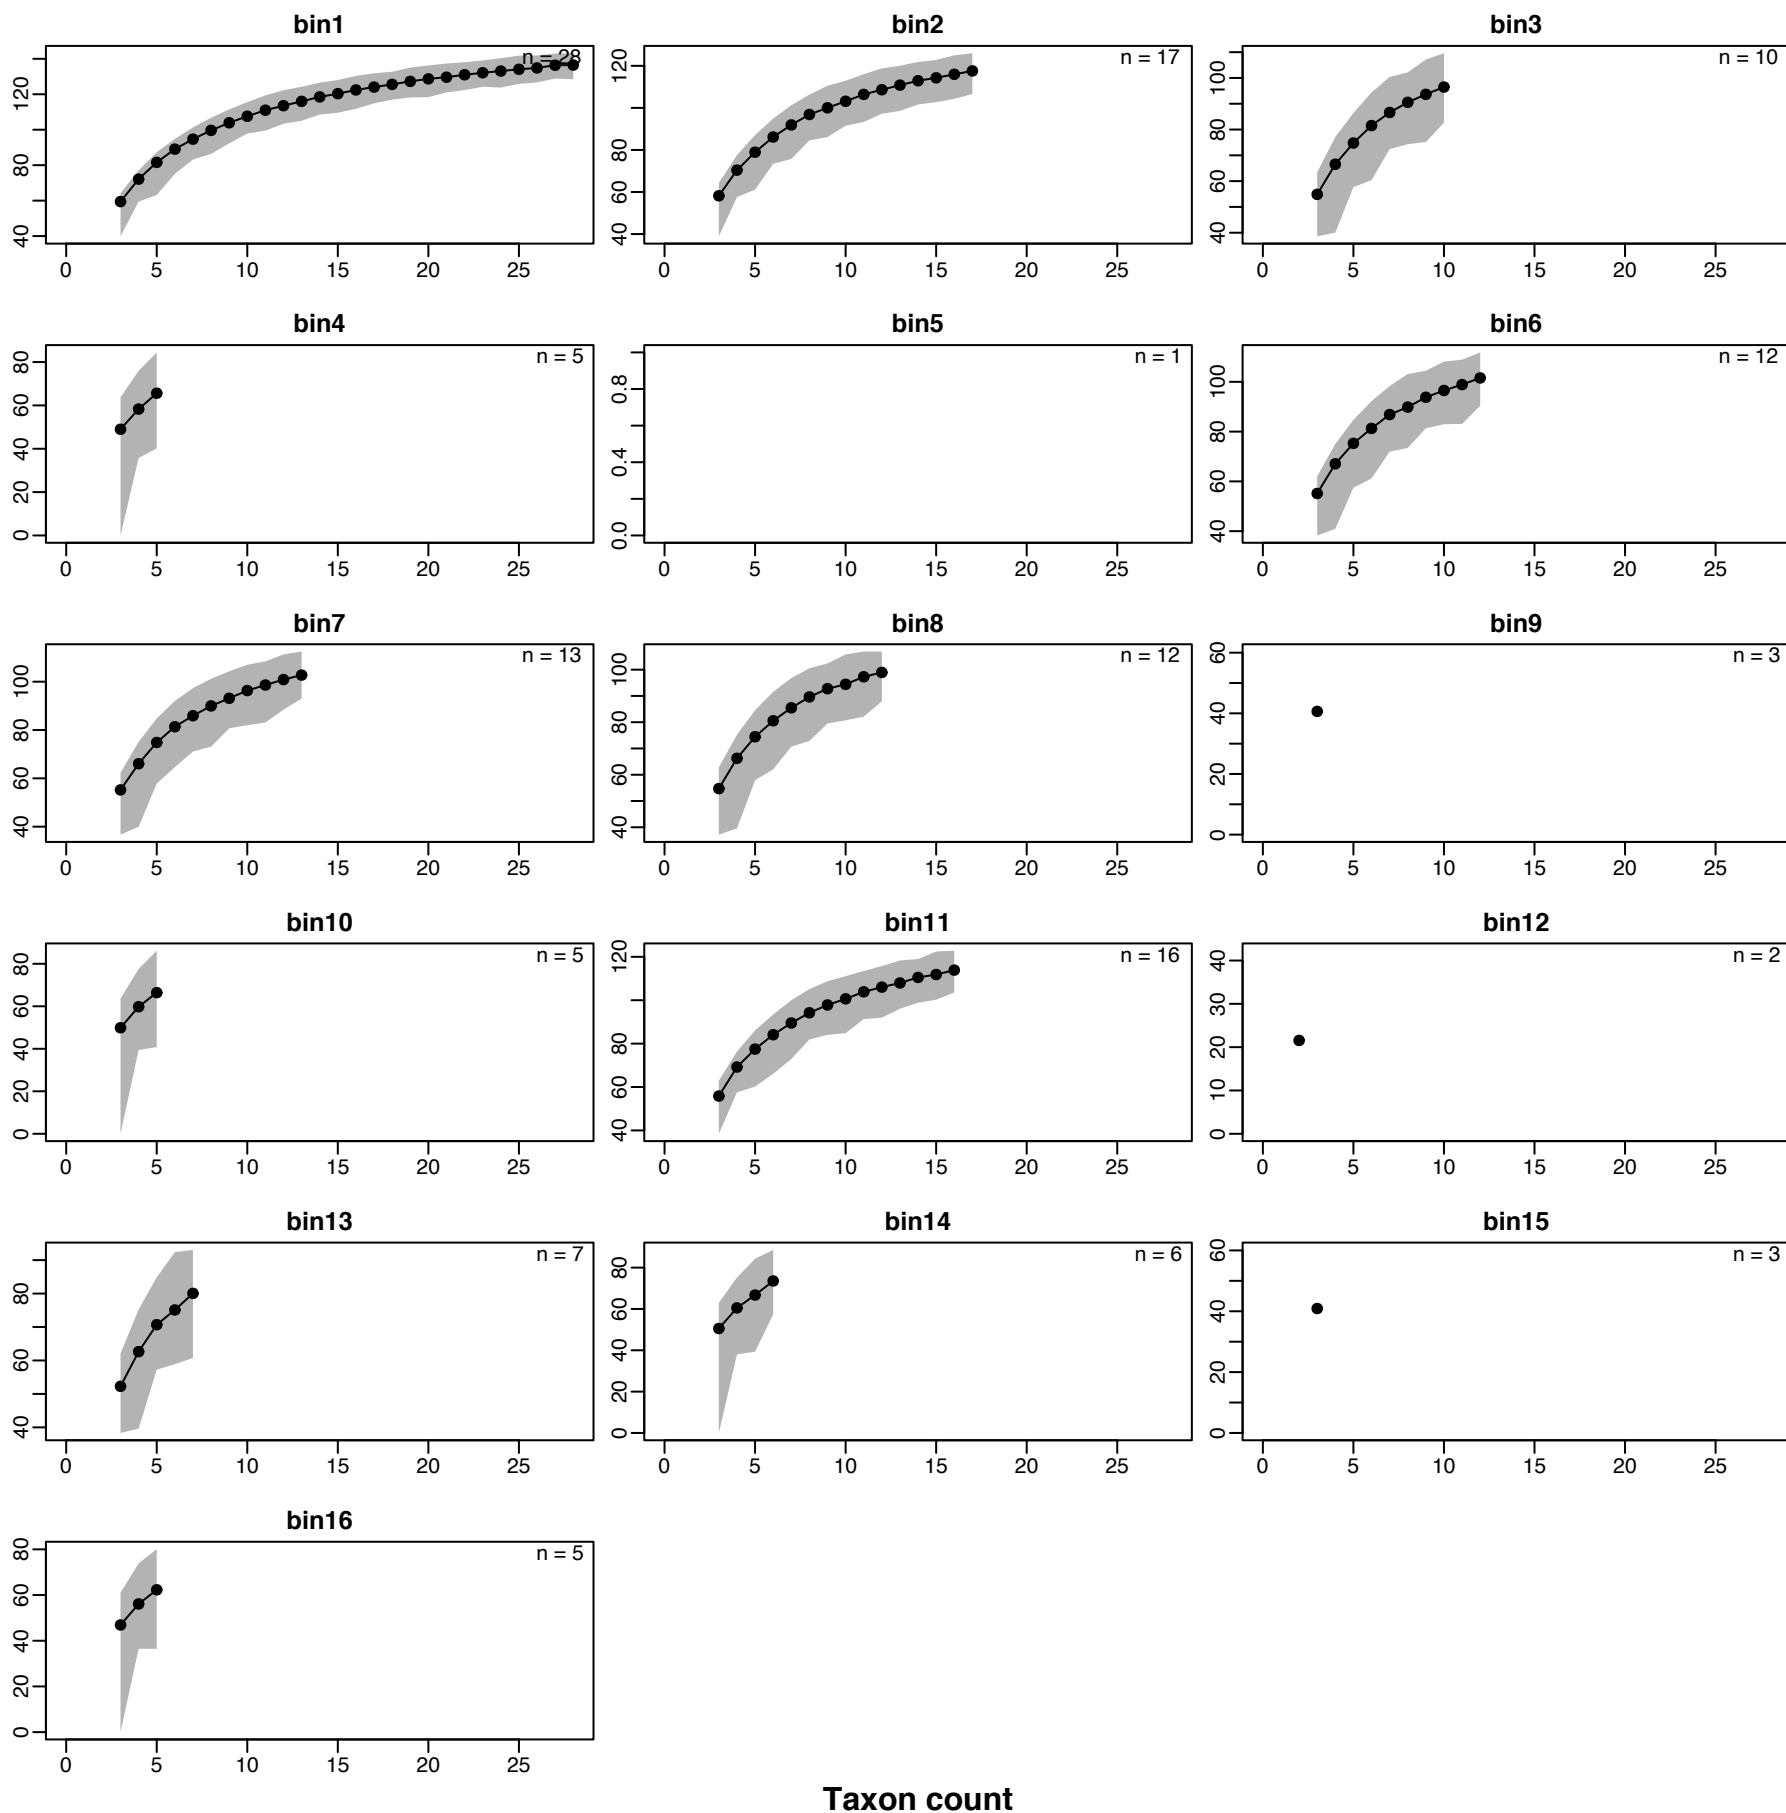 bin1 bin2 bin3
n = 28 n = 17 n = 10
40 80 120 40 60 80 120 40 60 80 100
0 5 10 15 20 25 0 5 10 15 20 25 0 5 10 15 20 25
bin4 bin5 bin6
n = 5 n = 1 n = 12
0 20 40 60 80 0.0 0.4 0.8 40 60 80 100
0 5 10 15 20 25 0 5 10 15 20 25 0 5 10 15 20 25
bin7 bin8 bin9
n = 13 n = 12 n = 3
40 60 80 100 40 60 80 100 0 20 40 60
0 5 10 15 20 25 0 5 10 15 20 25 0 5 10 15 20 25
bin10 bin11 bin12
n = 5 n = 16 n = 2
0 20 40 60 80 40 60 80 120 0 10 20 30 40
0 5 10 15 20 25 0 5 10 15 20 25 0 5 10 15 20 25
bin13 bin14 bin15
n = 7 n = 6 n = 3
40 60 80 0 20 40 60 80 0 20 40 60
0 5 10 15 20 25 0 5 10 15 20 25 0 5 10 15 20 25
bin16
n = 5
0 20 40 60 80
0 5 10 15 20 25
Taxon count